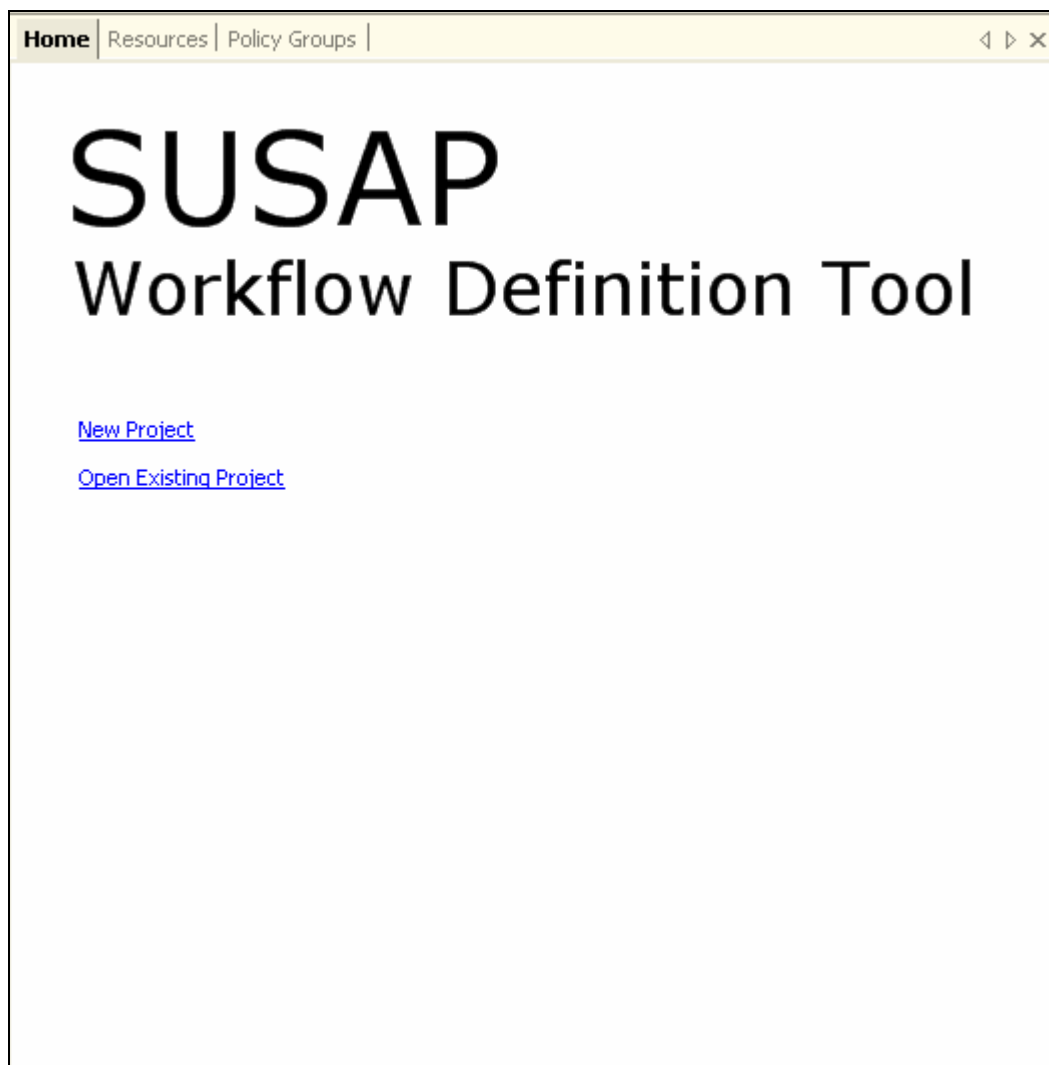 Home Resources Policy Groups
SUSAP
Workflow Definition Tool
New Project
Open Existing Project